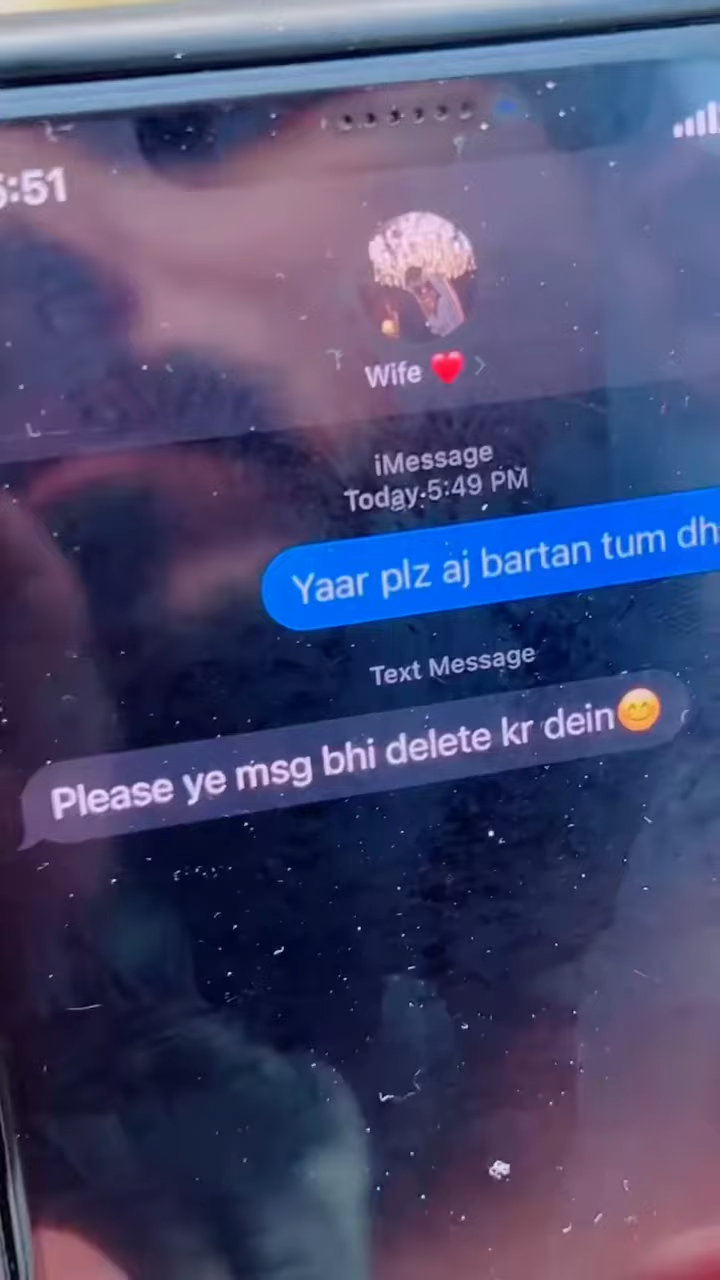 5:51
Wife ❤️ >
iMessage
Today 5:49 PM
Yaar plz aj bartan tum dh
Text Message
Please ye msg bhi delete kr dein😊